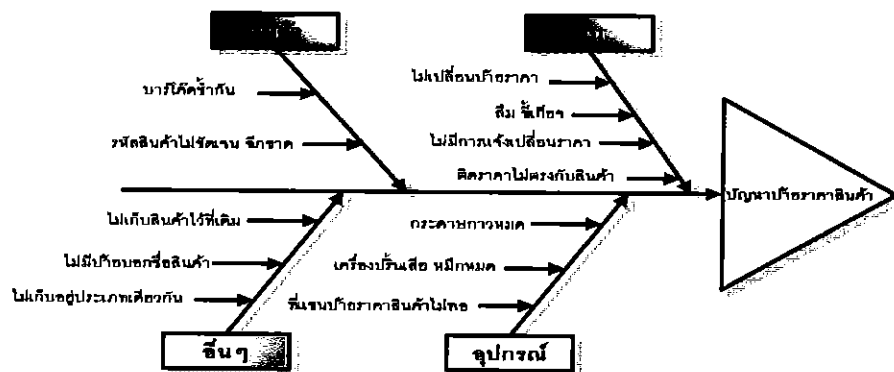 บาร์โค๊ดซ้ำกัน
รหัสสินค้าไม่ชัดเจน ฉีกขาด
ไม่เปลี่ยนป้ายราคา
ลืม ขี้เกียจ
ไม่มีการแจ้งเปลี่ยนราคา
ติดราคาไม่ตรงกับสินค้า
ปัญหาป้ายราคาสินค้า
ไม่เก็บสินค้าไว้ที่เดิม
ไม่มีป้ายบอกชื่อสินค้า
ไม่เก็บอยู่ประเภทเดียวกัน
กระดาษกาวหมด
เครื่องปริ้นเสีย หมึกหมด
ที่แขวนป้ายราคาสินค้าไม่พอ
อื่นๆ
อุปกรณ์